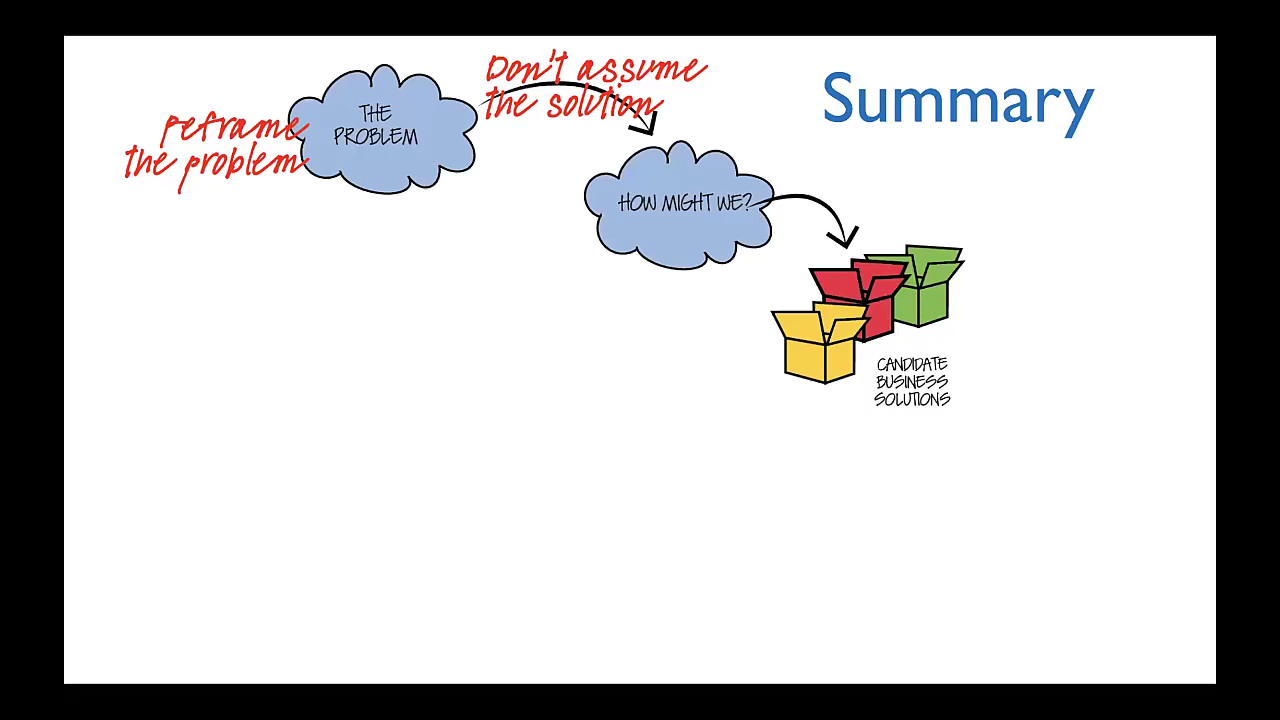 Summary
THE
PROBLEM
Reframe
the problem
Don't assume
the solution
HOW MIGHT WE?
CANDIDATE
BUSINESS
SOLUTIONS